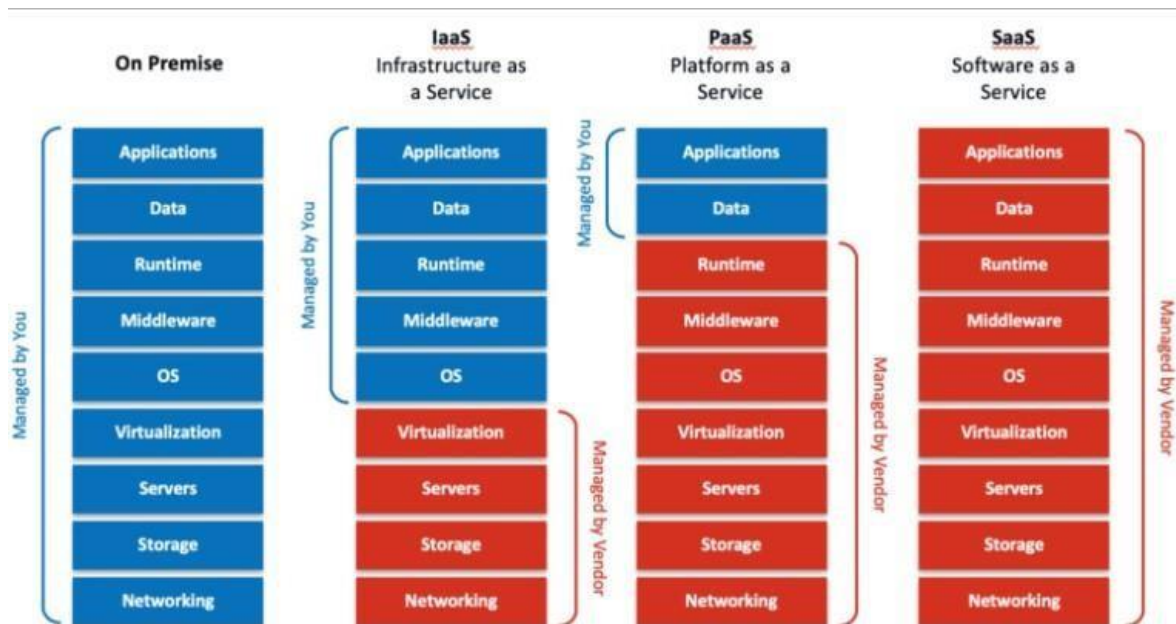 On Premise
IaaS
Infrastructure as
a Service
PaaS
Platform as a
Service
SaaS
Software as a
Service
Managed by You
Applications
Data
Runtime
Middleware
OS
Virtualization
Servers
Storage
Networking
Managed by You
Applications
Data
Runtime
Middleware
OS
Virtualization
Servers
Storage
Networking
Managed by Vendor
Managed by You
Applications
Data
Runtime
Middleware
OS
Virtualization
Servers
Storage
Networking
Managed by Vendor
Applications
Data
Runtime
Middleware
OS
Virtualization
Servers
Storage
Networking
Managed by Vendor